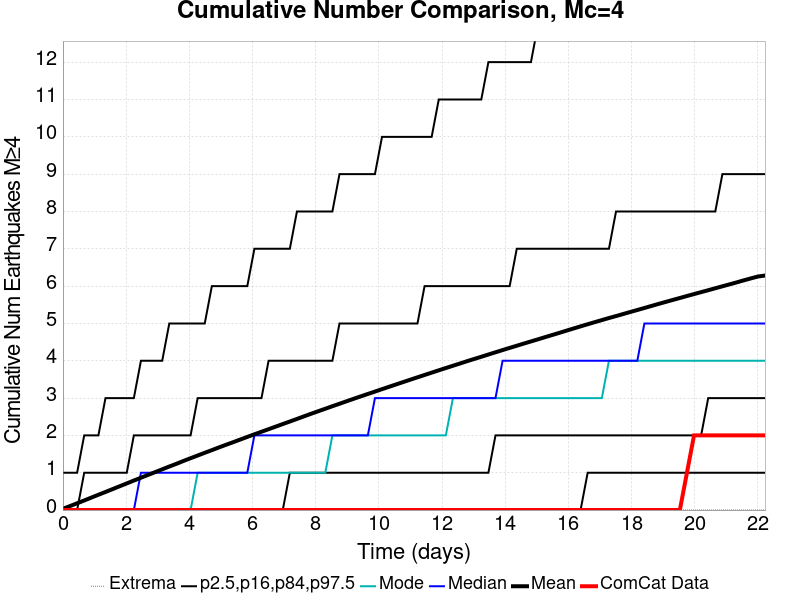 Cumulative Number Comparison, Mc=4
Cumulative Num Earthquakes M≥4
12
11
10
9
8
7
6
5
4
3
2
1
0
0 2 4 6 8 10 12 14 16 18 20 22
Time (days)
Extrema p2.5,p16,p84,p97.5 Mode Median Mean ComCat Data